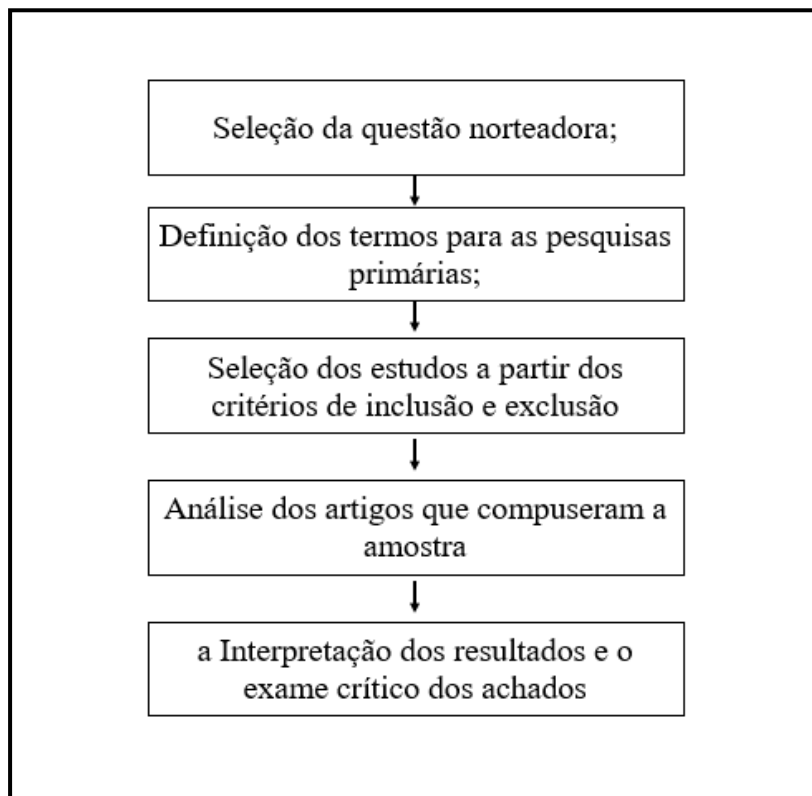 Seleção da questão norteadora;
Definição dos termos para as pesquisas
primárias;
Seleção dos estudos a partir dos
critérios de inclusão e exclusão
Análise dos artigos que compuseram a
amostra
a Interpretação dos resultados e o
exame crítico dos achados